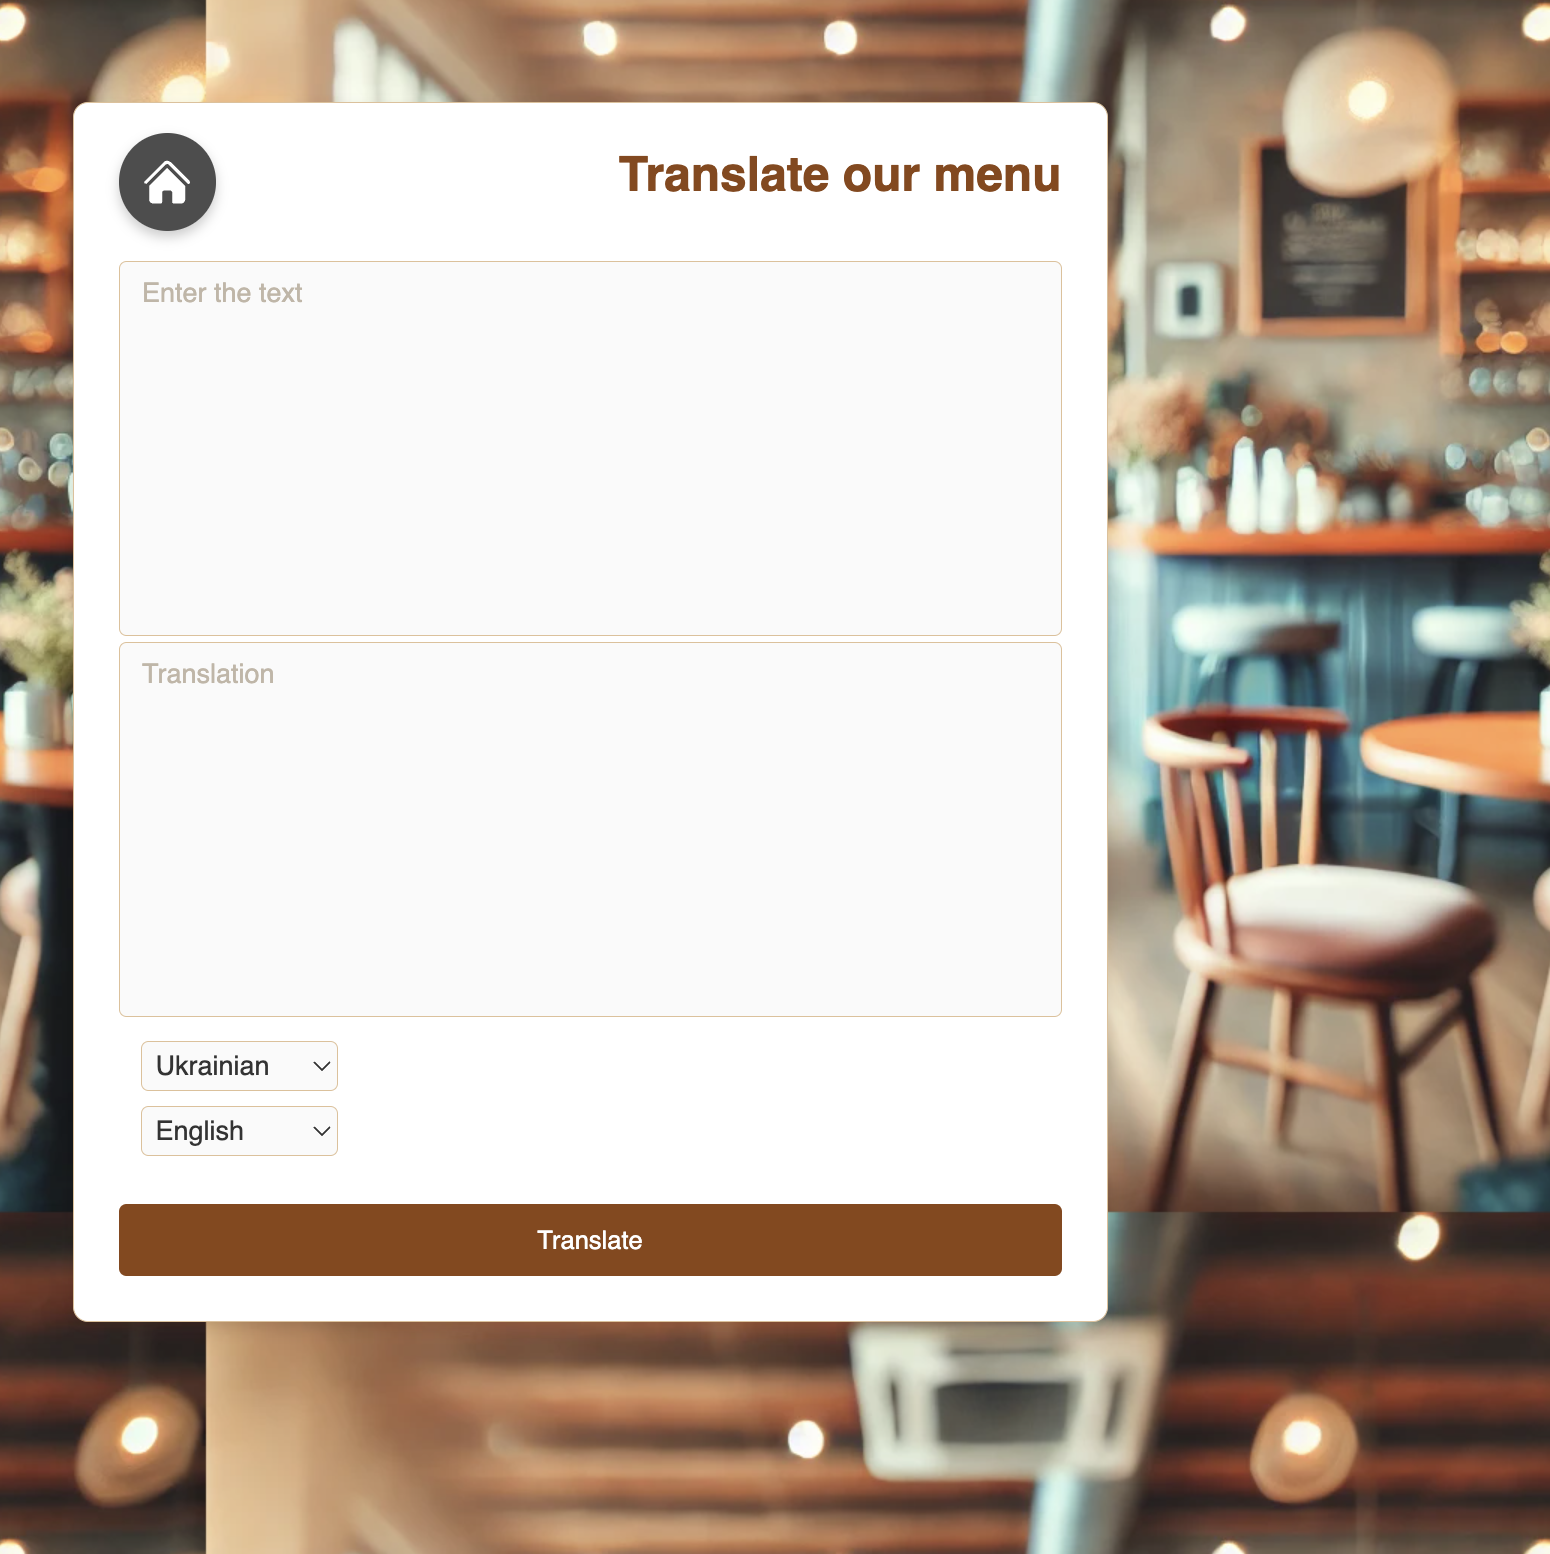 Translate our menu
Enter the text
Translation
Ukrainian
English
Translate